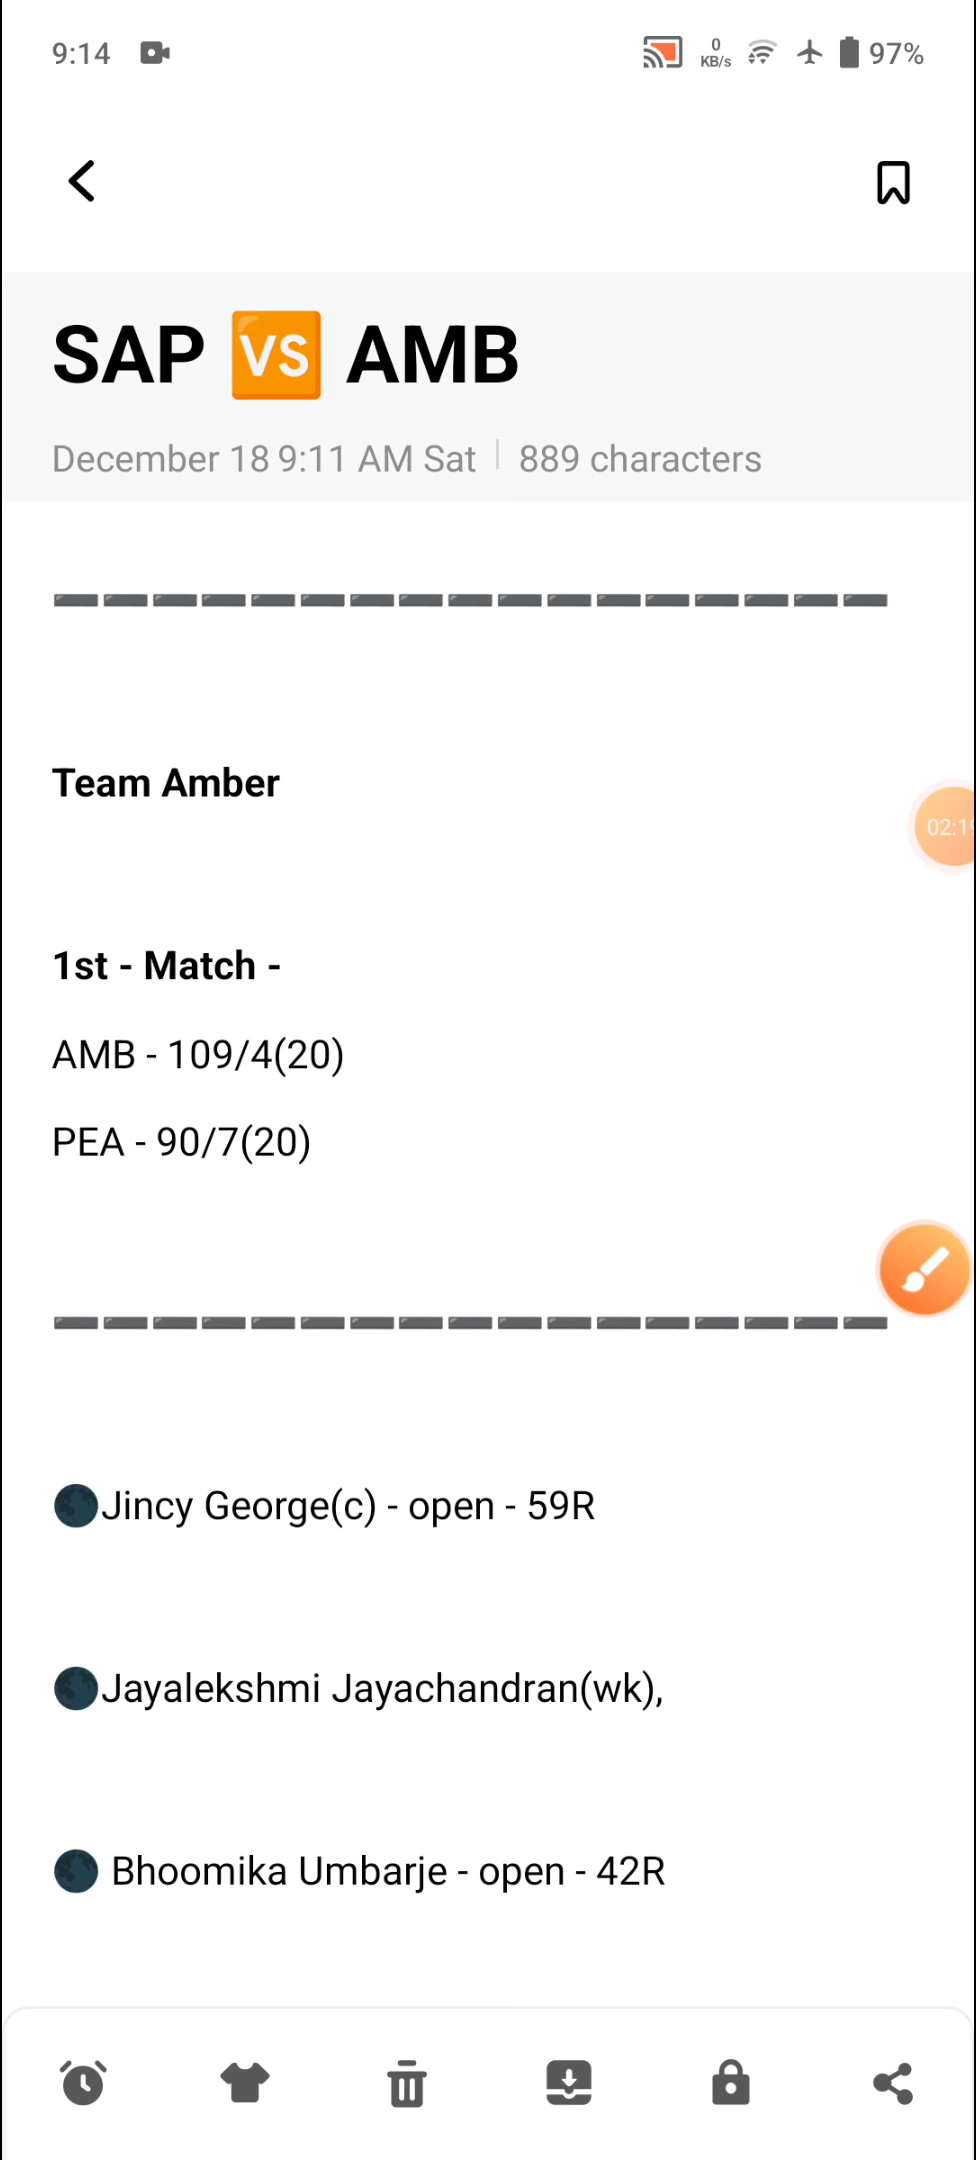 9:14 0 KB/s 97%
SAP 🆚 AMB
December 18 9:11 AM Sat | 889 characters
➖➖➖➖➖➖➖➖➖➖➖➖➖➖➖➖➖
Team Amber
1st - Match -
AMB - 109/4(20)
PEA - 90/7(20)
➖➖➖➖➖➖➖➖➖➖➖➖➖➖➖➖➖
🌑Jincy George(c) - open - 59R
🌑Jayalekshmi Jayachandran(wk),
🌑 Bhoomika Umbarje - open - 42R